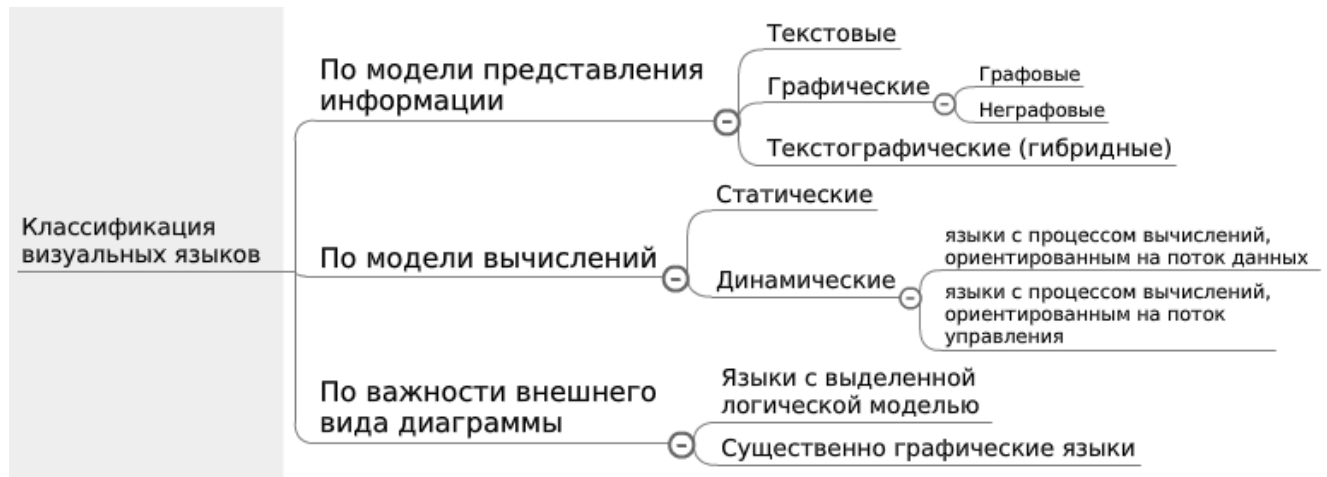 Классификация
визуальных языков
По модели представления
информации
Текстовые
Графические
Графовые
Неграфовые
Текстографические (гибридные)
По модели вычислений
Статические
Динамические
языки с процессом вычислений,
ориентированным на поток данных
языки с процессом вычислений,
ориентированным на поток
управления
По важности внешнего
вида диаграммы
Языки с выделенной
логической моделью
Существенно графические языки